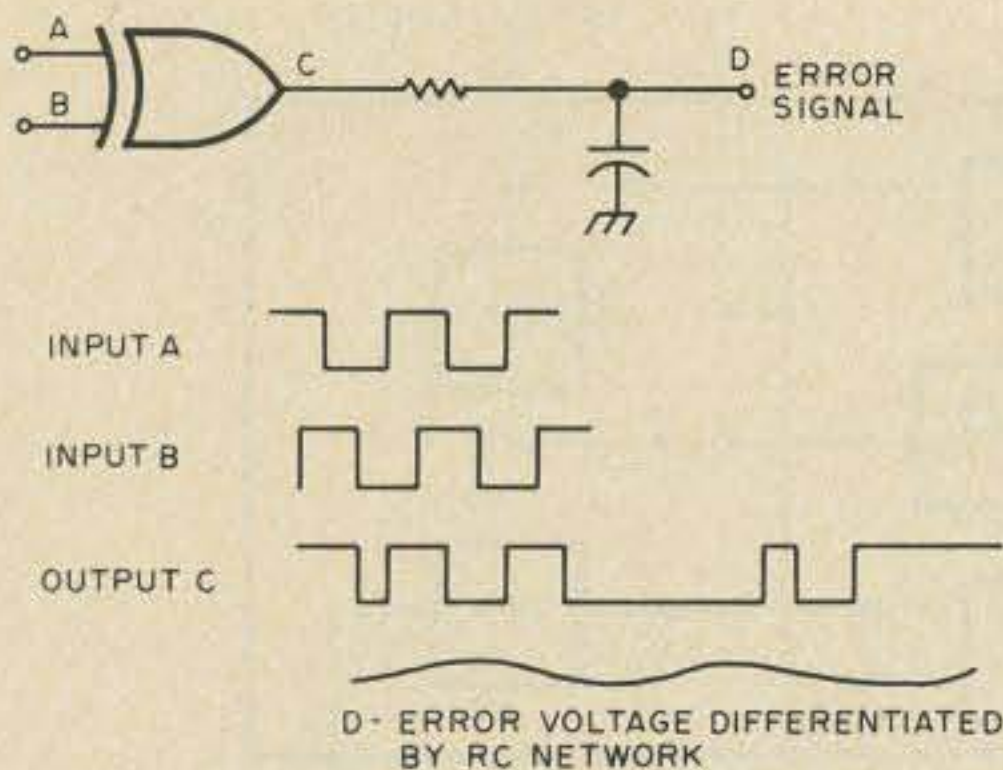 A
B
C
D
ERROR
SIGNAL
INPUT A
INPUT B
OUTPUT C
D - ERROR VOLTAGE DIFFERENTIATED
BY RC NETWORK